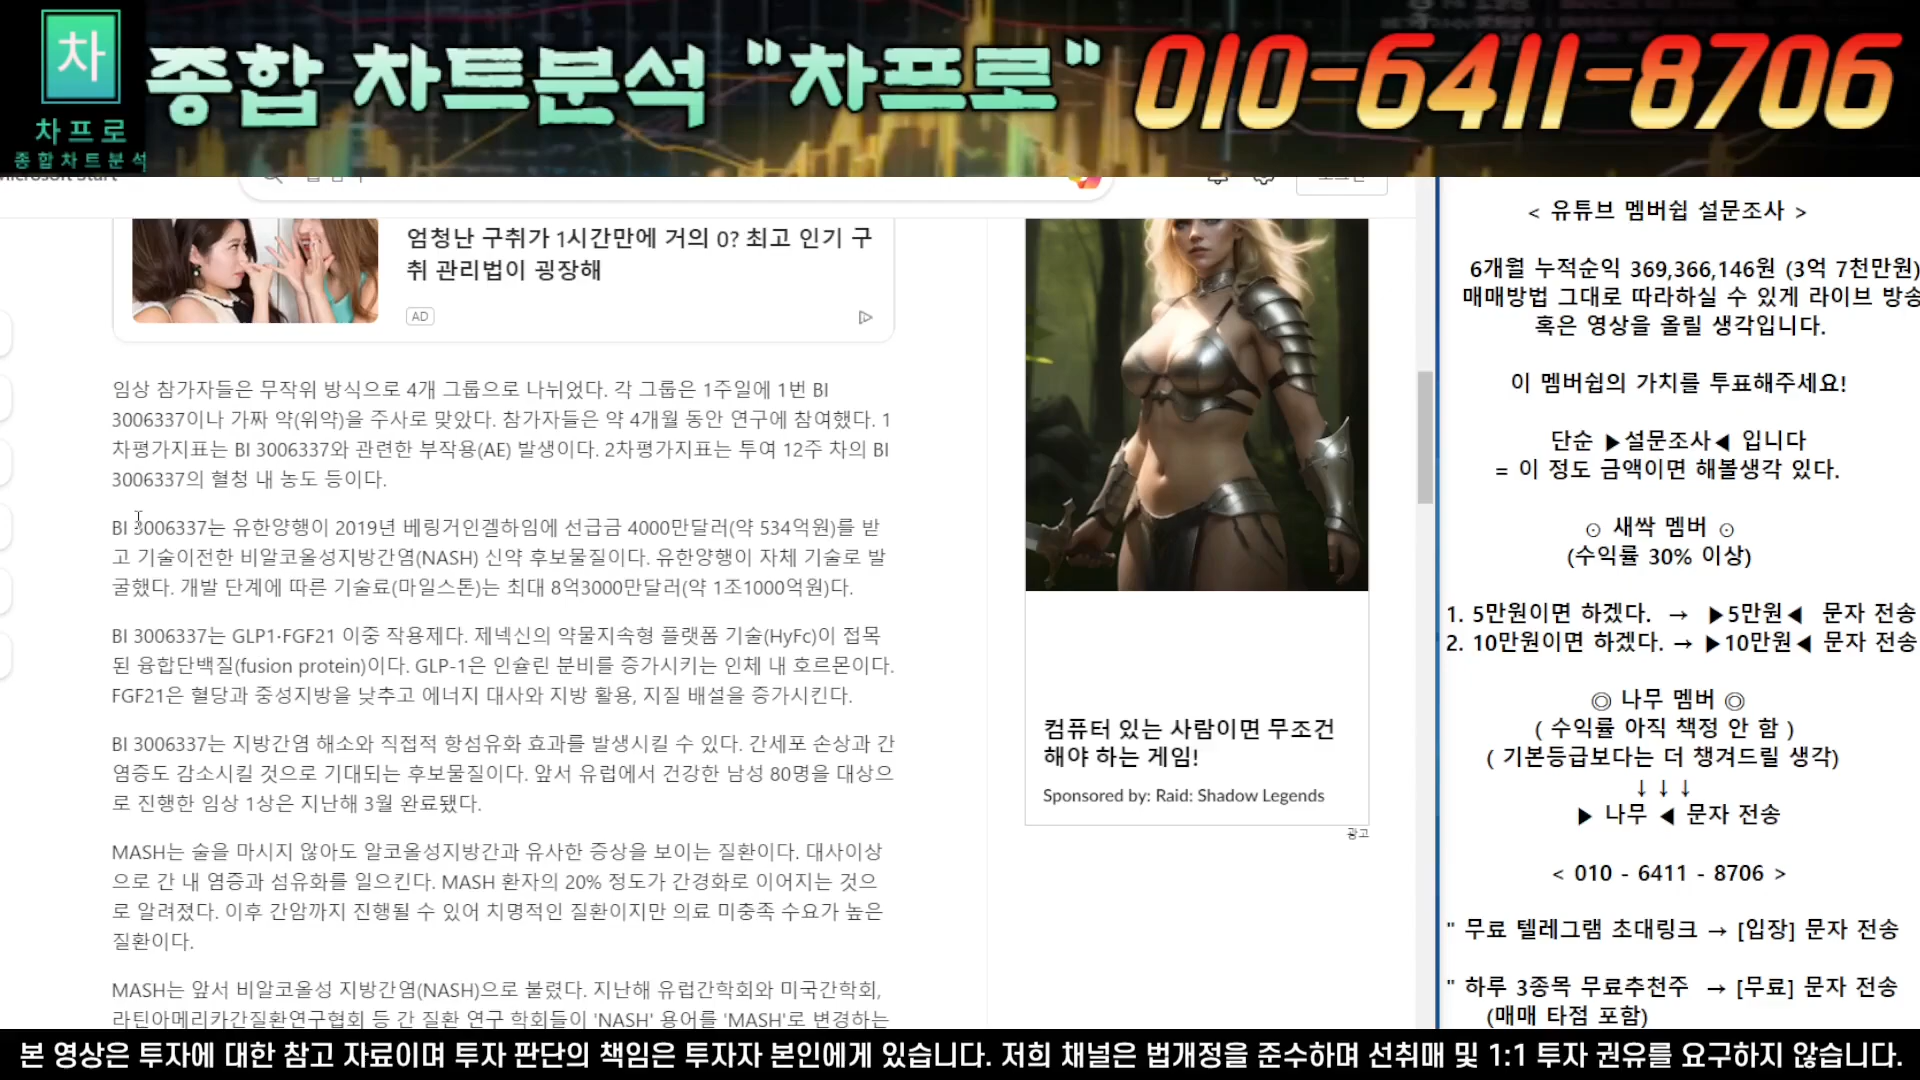 차
차프로
종합차트분석
종합 차트분석 "차프로" 010-6411-8706
엄청난 구취가 1시간만에 거의 0? 최고 인기 구
취 관리법이 굉장해
AD
임상 참가자들은 무작위 방식으로 4개 그룹으로 나뉘었다. 각 그룹은 1주일에 1번 BI
3006337이나 가짜 약(위약)을 주사로 맞았다. 참가자들은 약 4개월 동안 연구에 참여했다. 1
차평가지표는 BI 3006337와 관련한 부작용(AE) 발생이다. 2차평가지표는 투여 12주 차의 BI
3006337의 혈청 내 농도 등이다.
BI 3006337는 유한양행이 2019년 베링거인겔하임에 선급금 4000만달러(약 534억원)를 받
고 기술이전한 비알코올성지방간염(NASH) 신약 후보물질이다. 유한양행이 자체 기술로 발
굴했다. 개발 단계에 따른 기술료(마일스톤)는 최대 8억3000만달러(약 1조1000억원)다.
BI 3006337는 GLP1·FGF21 이중 작용제다. 제넥신의 약물지속형 플랫폼 기술(HyFc)이 접목
된 융합단백질(fusion protein)이다. GLP-1은 인슐린 분비를 증가시키는 인체 내 호르몬이다.
FGF21은 혈당과 중성지방을 낮추고 에너지 대사와 지방 활용, 지질 배설을 증가시킨다.
BI 3006337는 지방간염 해소와 직접적 항섬유화 효과를 발생시킬 수 있다. 간세포 손상과 간
염증도 감소시킬 것으로 기대되는 후보물질이다. 앞서 유럽에서 건강한 남성 80명을 대상으
로 진행한 임상 1상은 지난해 3월 완료됐다.
MASH는 술을 마시지 않아도 알코올성지방간과 유사한 증상을 보이는 질환이다. 대사이상
으로 간 내 염증과 섬유화를 일으킨다. MASH 환자의 20% 정도가 간경화로 이어지는 것으
로 알려졌다. 이후 간암까지 진행될 수 있어 치명적인 질환이지만 의료 미충족 수요가 높은
질환이다.
MASH는 앞서 비알코올성 지방간염(NASH)으로 불렸다. 지난해 유럽간학회와 미국간학회,
라틴아메리카간질환연구협회 등 간 질환 연구 학회들이 'NASH' 용어를 'MASH'로 변경하는
컴퓨터 있는 사람이면 무조건
해야 하는 게임!
Sponsored by: Raid: Shadow Legends
광고
< 유튜브 멤버쉽 설문조사 >
6개월 누적순익 369,366,146원 (3억 7천만원)
매매방법 그대로 따라하실 수 있게 라이브 방송
혹은 영상을 올릴 생각입니다.
이 멤버쉽의 가치를 투표해주세요!
단순 ▶설문조사◀ 입니다
= 이 정도 금액이면 해볼생각 있다.
⊙ 새싹 멤버 ⊙
(수익률 30% 이상)
1. 5만원이면 하겠다. → ▶5만원◀ 문자 전송
2. 10만원이면 하겠다. → ▶10만원◀ 문자 전송
◎ 나무 멤버 ◎
( 수익률 아직 책정 안 함 )
( 기본등급보다는 더 챙겨드릴 생각)
↓ ↓ ↓
▶ 나무 ◀ 문자 전송
< 010 - 6411 - 8706 >
" 무료 텔레그램 초대링크 → [입장] 문자 전송
" 하루 3종목 무료추천주 → [무료] 문자 전송
(매매 타점 포함)
본 영상은 투자에 대한 참고 자료이며 투자 판단의 책임은 투자자 본인에게 있습니다. 저희 채널은 법개정을 준수하며 선취매 및 1:1 투자 권유를 요구하지 않습니다.